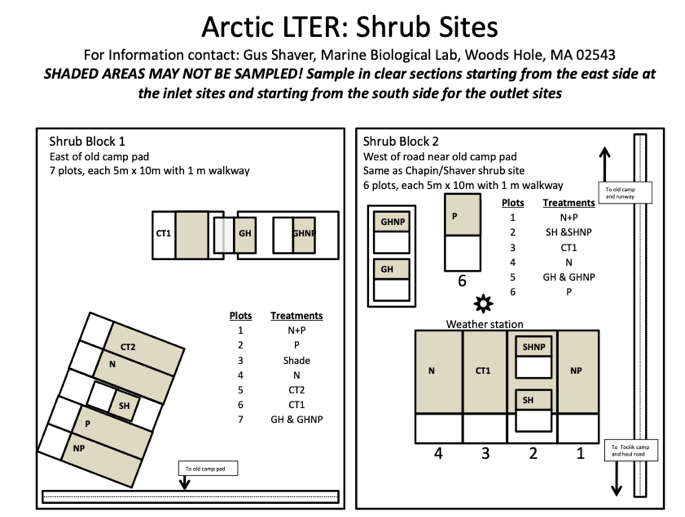 Arctic LTER: Shrub Sites
For Information contact: Gus Shaver, Marine Biological Lab, Woods Hole, MA 02543
SHADED AREAS MAY NOT BE SAMPLED! Sample in clear sections starting from the east side at
the inlet sites and starting from the south side for the outlet sites
Shrub Block 1
East of old camp pad
7 plots, each 5m x 10m with 1 m walkway
CT1
GH
GHNP
CT2
N
SH
P
NP
Plots Treatments
1 N+P
2 P
3 Shade
4 N
5 CT2
6 CT1
7 GH & GHNP
To old camp pad
Shrub Block 2
West of road near old camp pad
Same as Chapin/Shaver shrub site
6 plots, each 5m x 10m with 1 m walkway
To old camp
and runway
GHNP
GH
P
6
Plots Treatments
1 N+P
2 SH &SHNP
3 CT1
4 N
5 GH & GHNP
6 P
Weather station
N
CT1
SHNP
SH
NP
4 3 2 1
To Toolik camp
and haul road